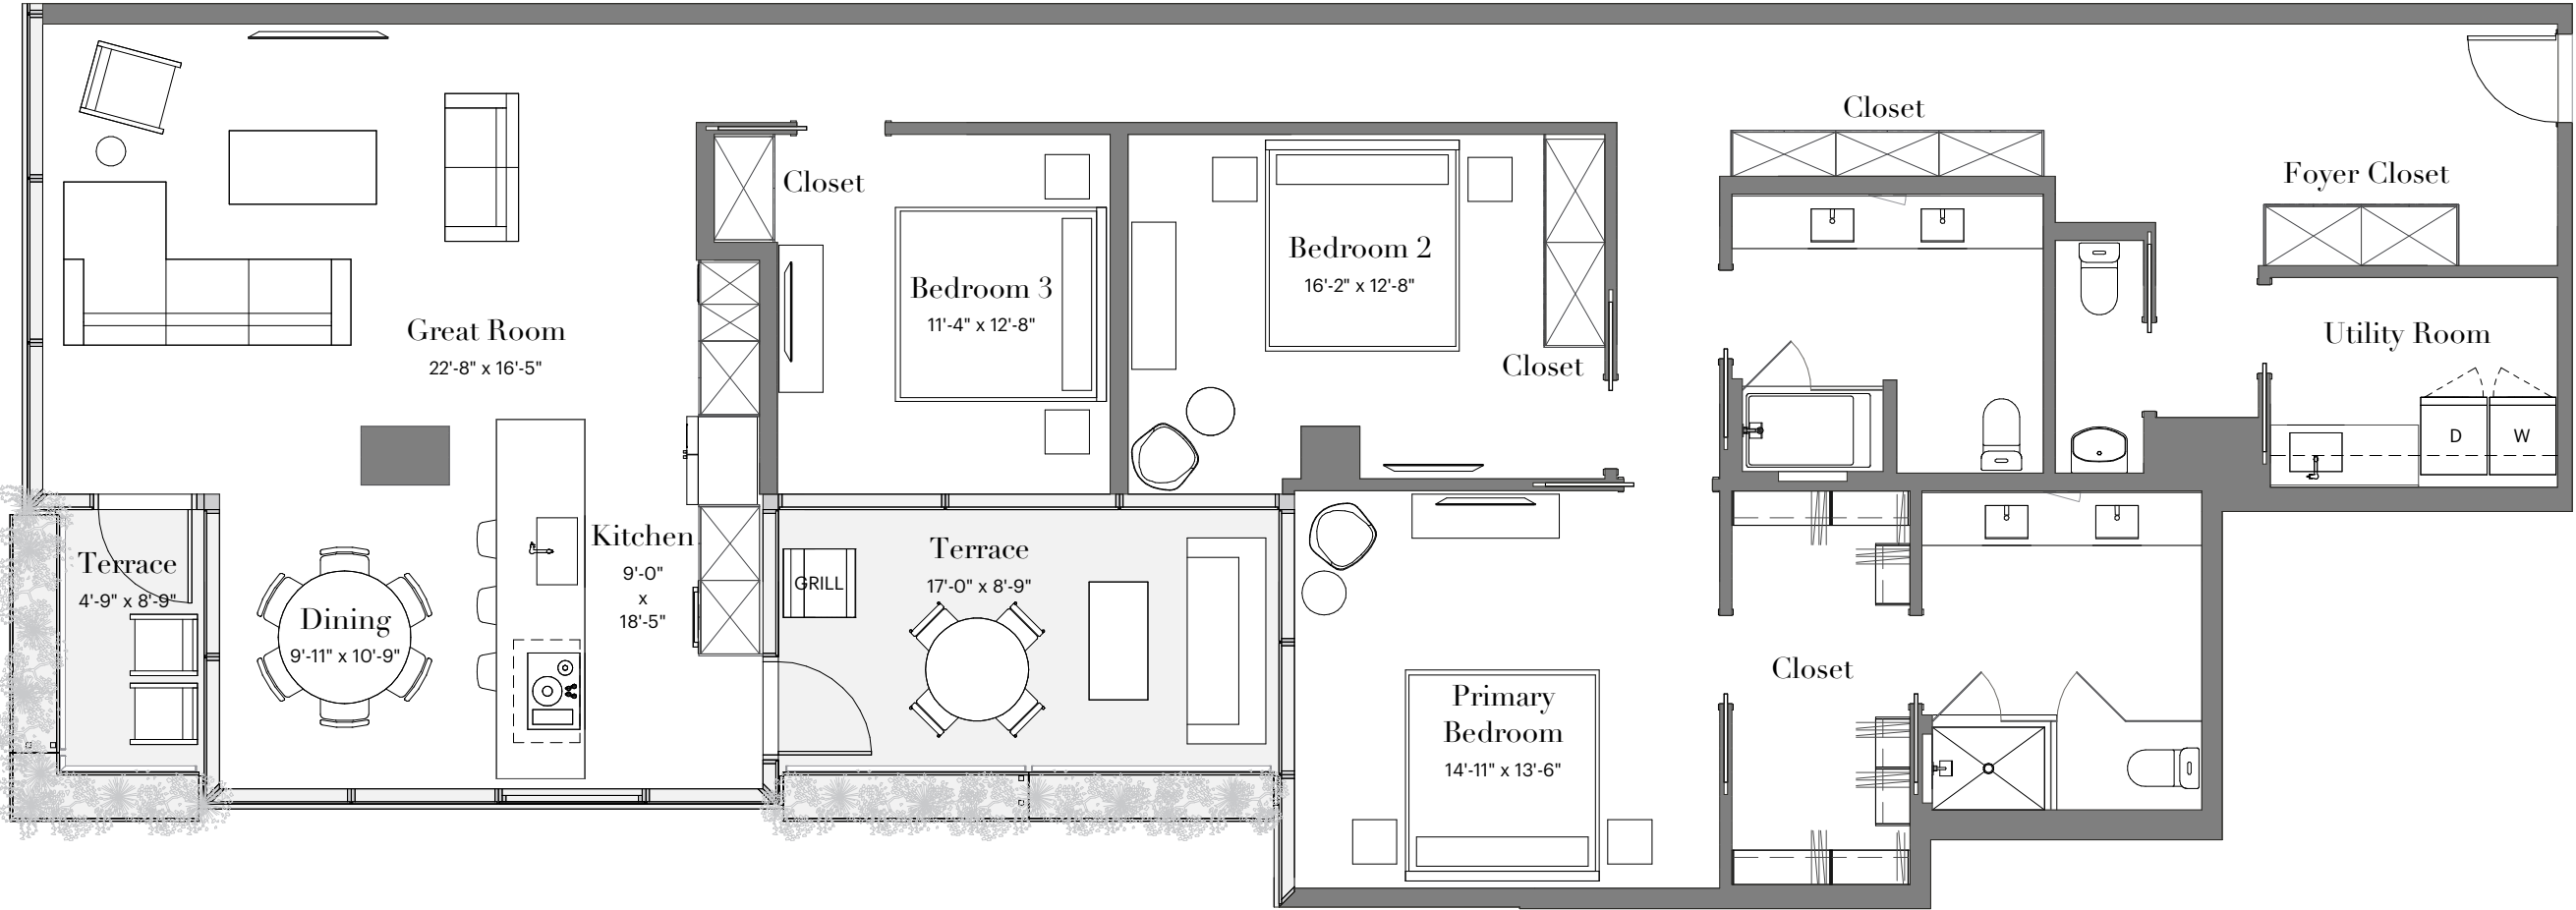 Closet
Foyer Closet
Closet
Bedroom 2
16'-2" x 12'-8"
Bedroom 3
11'-4" x 12'-8"
Great Room
22'-8" x 16'-5"
Closet
Utility Room
D
W
Kitchen
9'-0"
x
18'-5"
Terrace
17'-0" x 8'-9"
GRILL
Terrace
4'-9" x 8'-9"
Dining
9'-11" x 10'-9"
Closet
Primary
Bedroom
14'-11" x 13'-6"